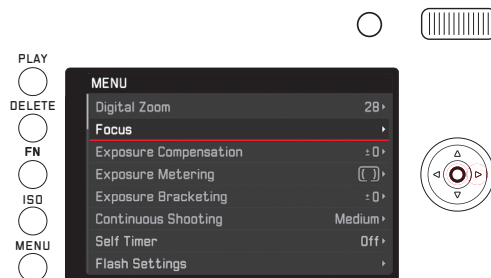 PLAY
DELETE
FN
ISO
MENU
MENU
Digital Zoom 28
Focus
Exposure Compensation ±0
Exposure Metering
Exposure Bracketing ±0
Continuous Shooting Medium
Self Timer Off
Flash Settings